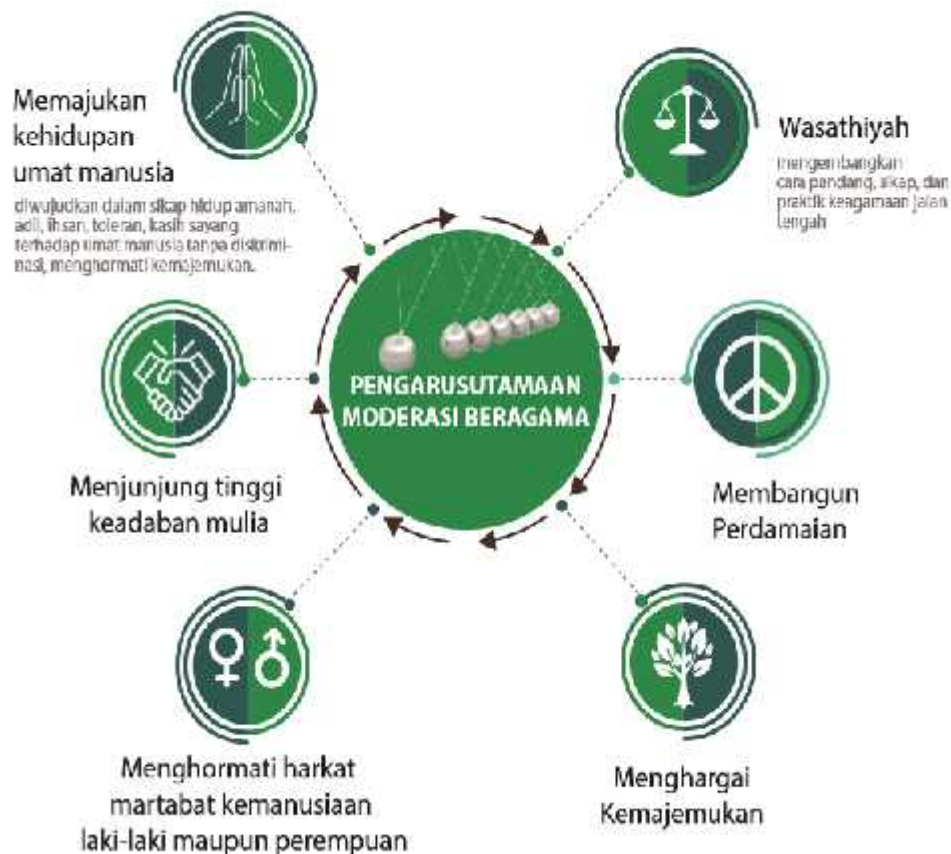 Memajukan
kehidupan
umat manusia
diwujudkan dalam sikap hidup amanah,
adil, ihsan, toleran, kasih sayang
terhadap umat manusia tanpa diskrimi-
nasi, menghormati kemajemukan.
Wasathiyah
mengembangkan
cara pandang, sikap, dan
praktik keagamaan jalan
tengah
PENGARUSUTAMAAN
MODERASI BERAGAMA
Menjunjung tinggi
keadaban mulia
Membangun
Perdamaian
Menghormati harkat
martabat kemanusiaan
laki-laki maupun perempuan
Menghargai
Kemajemukan